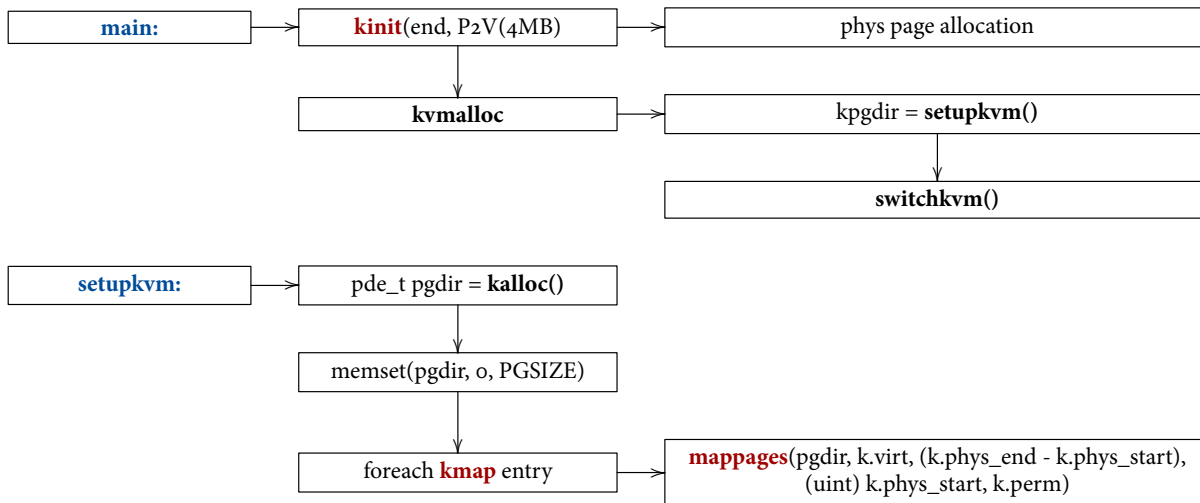 main:
kinit(end, P2V(4MB)
phys page allocation
kvmalloc
kpgdir = setupkvm()
switchkvm()
setupkvm:
pde_t pgdir = kalloc()
memset(pgdir, 0, PGSIZE)
foreach kmap entry
mappages(pgdir, k.virt, (k.phys_end - k.phys_start),
(uint) k.phys_start, k.perm)